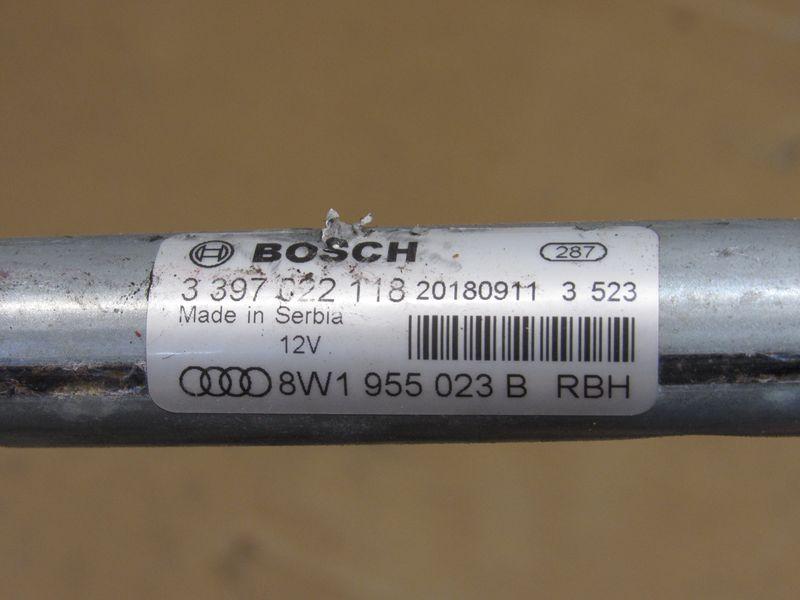 BOSCH 287
3 397 022 118 20180911 3 523
Made in Serbia
12V
8W1 955 023 B RBH